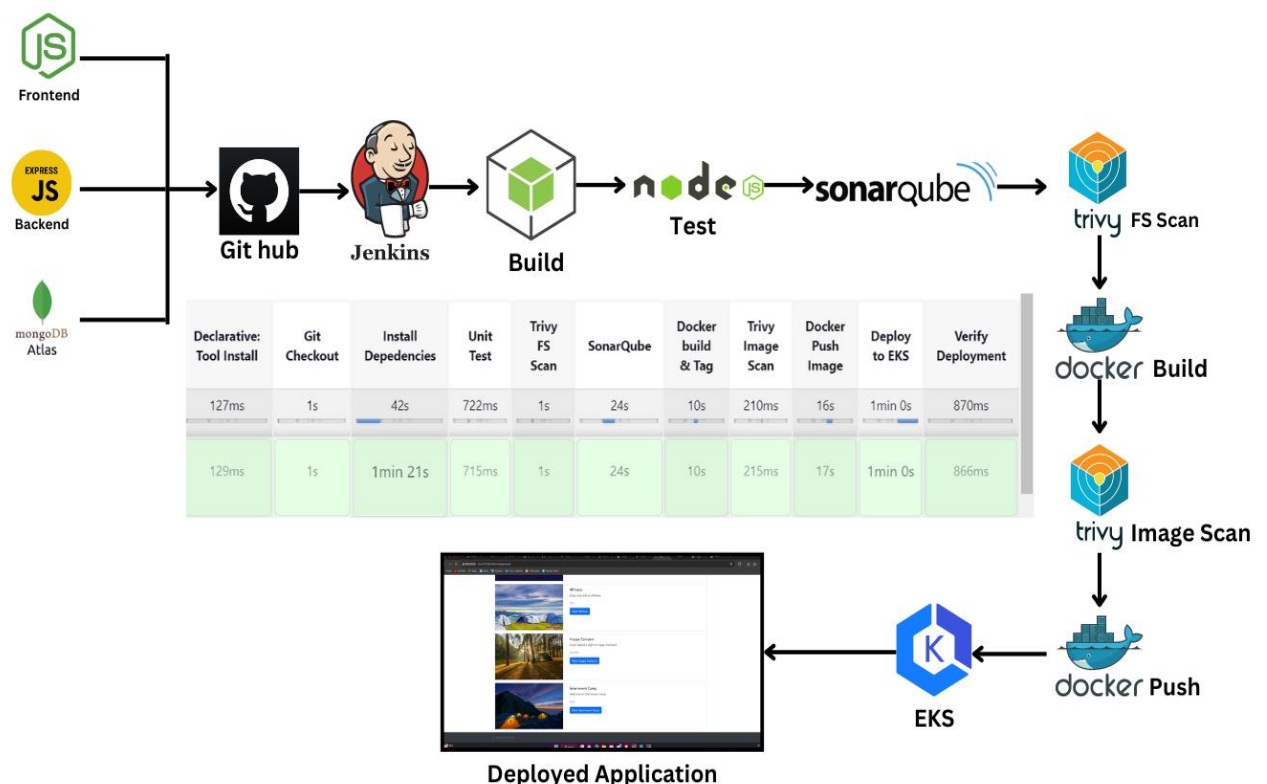 JS
Frontend
EXPRESS
JS
Backend
mongoDB
Atlas
Git hub
Jenkins
Build
node JS
Test
sonarqube
trivy FS Scan
docker Build
trivy Image Scan
docker Push
K
EKS
Declarative:
Tool Install
Git
Checkout
Install
Depedencies
Unit
Test
Trivy
FS
Scan
SonarQube
Docker
build
& Tag
Trivy
Image
Scan
Docker
Push
Image
Deploy
to EKS
Verify
Deployment
127ms 1s 42s 722ms 1s 24s 10s 210ms 16s 1min 0s 870ms
129ms 1s 1min 21s 715ms 1s 24s 10s 215ms 17s 1min 0s 866ms
Deployed Application